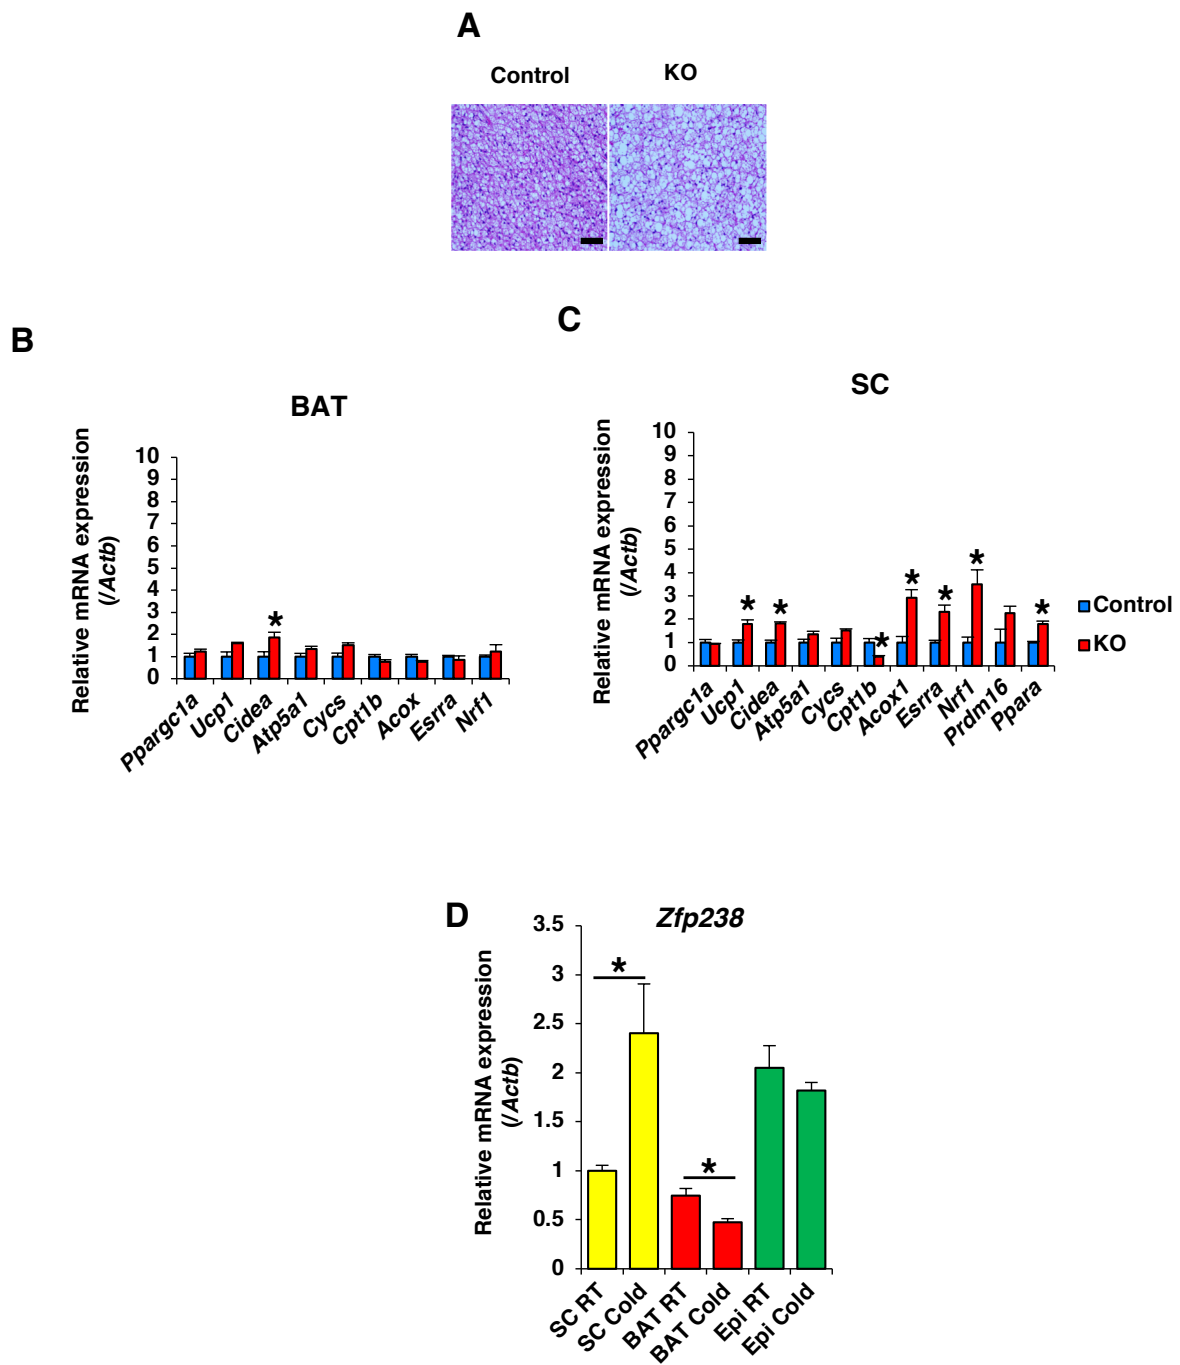 A
Control
KO
B
BAT
Relative mRNA expression
(/Actb)
10
9
8
7
6
5
4
3
2
1
0
*
Ppargc1a
Ucp1
Cidea
Atp5a1
Cycs
Cpt1b
Acox
Esrra
Nrf1
C
SC
Relative mRNA expression
(/Actb)
10
9
8
7
6
5
4
3
2
1
0
* * * * * * *
Ppargc1a
Ucp1
Cidea
Atp5a1
Cycs
Cpt1b
Acox1
Esrra
Nrf1
Prdm16
Ppara
Control
KO
D
Zfp238
Relative mRNA expression
(/Actb)
3.5
3
2.5
2
1.5
1
0.5
0
*
*
SC RT
SC Cold
BAT RT
BAT Cold
Epi RT
Epi Cold